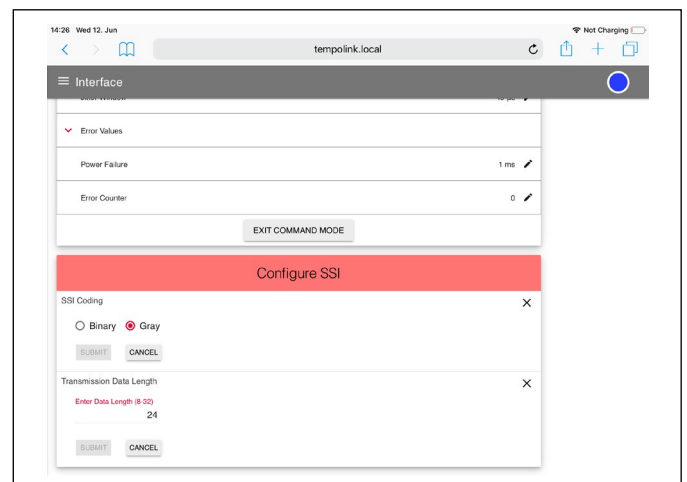 14:26 Wed 12. Jun
Not Charging
tempolink.local
Interface
Error Values
Power Failure
1 ms
Error Counter
0
EXIT COMMAND MODE
Configure SSI
SSI Coding
Binary
Gray
SUBMIT
CANCEL
Transmission Data Length
Enter Data Length (8-32)
24
SUBMIT
CANCEL